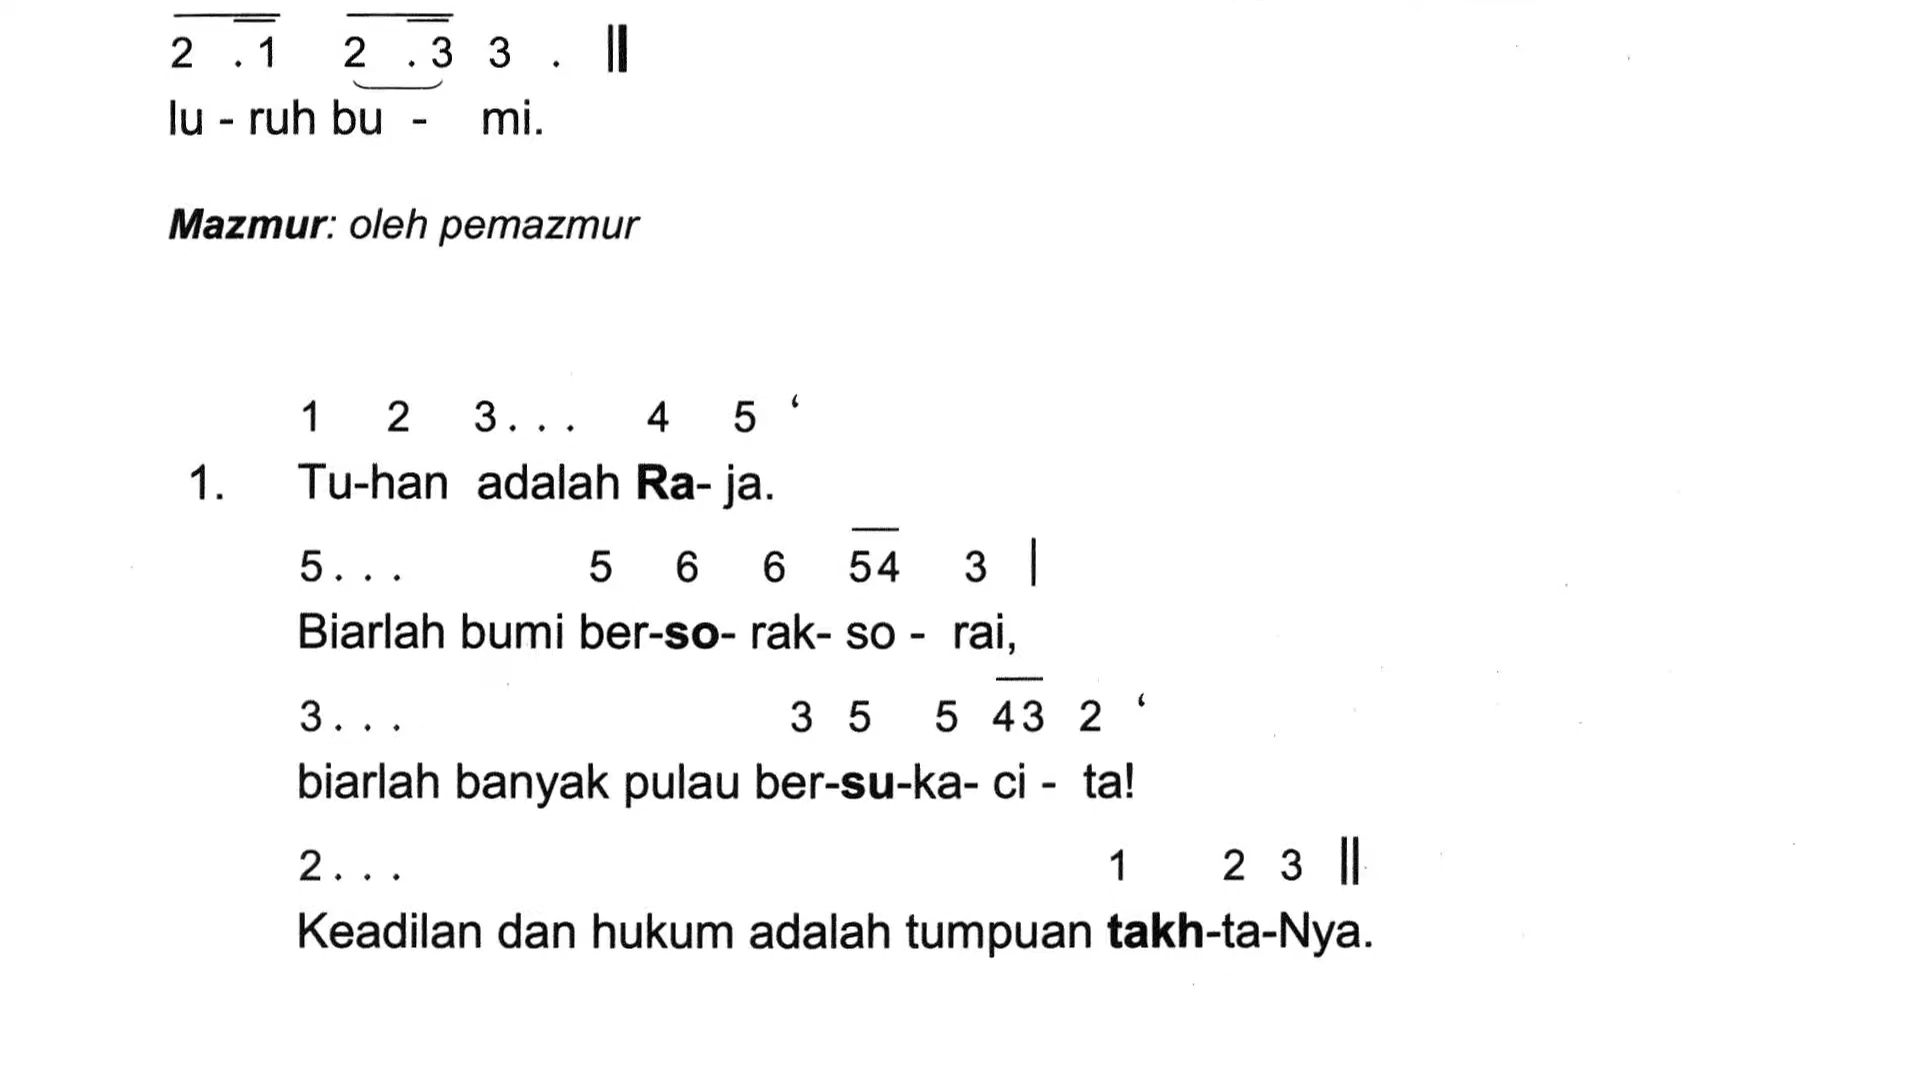 2 .1 2 .3 3 . ||
lu - ruh bu - mi.
Mazmur: oleh pemazmur
1 2 3... 4 5 ‘
1. Tu-han adalah Ra- ja.
5... 5 6 6 54 3 |
Biarlah bumi ber-so- rak- so - rai,
3... 3 5 5 43 2 ‘
biarlah banyak pulau ber-su-ka- ci - ta!
2... 1 2 3 ||
Keadilan dan hukum adalah tumpuan takh-ta-Nya.